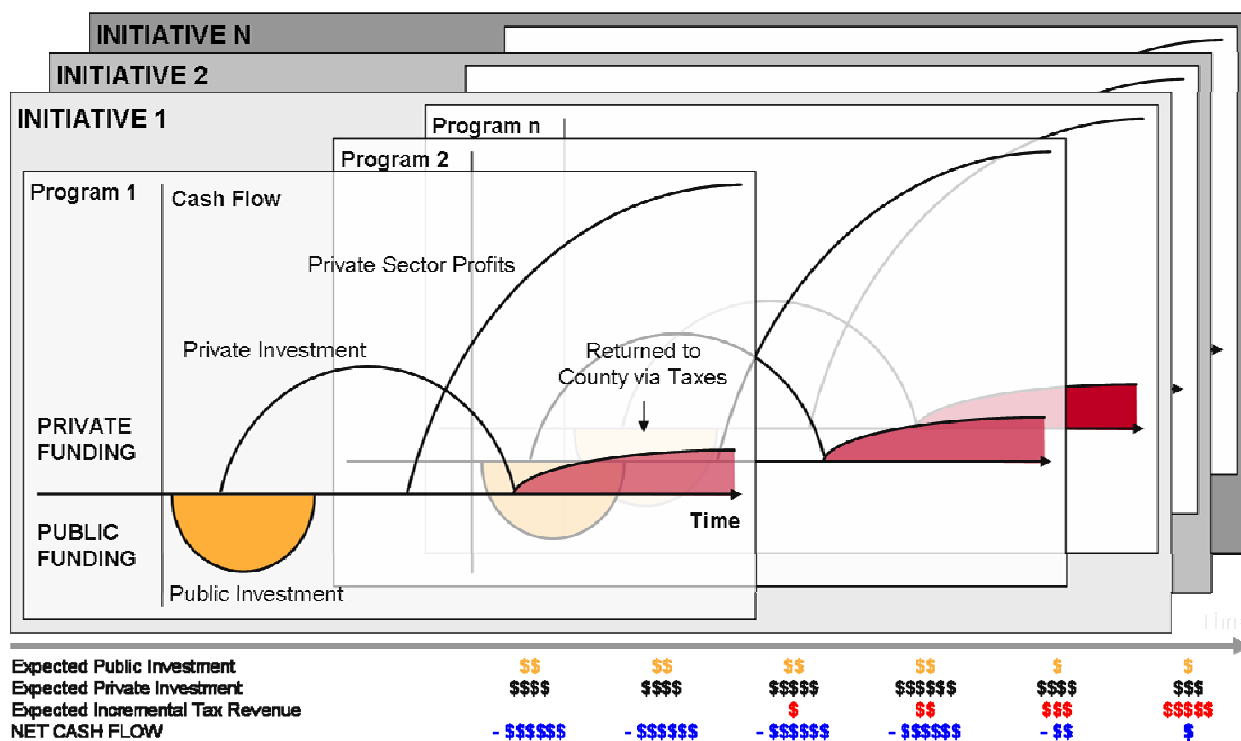 INITIATIVE N
INITIATIVE 2
INITIATIVE 1
Program n
Program 2
Program 1
Cash Flow
Private Sector Profits
Private Investment
Returned to
County via Taxes
PRIVATE
FUNDING
Time
PUBLIC
FUNDING
Public Investment
Expected Public Investment $$ $$ $$ $$ $ $
Expected Private Investment $$$$ $$$$ $$$$$ $$$$$$ $$$$ $$$
Expected Incremental Tax Revenue $ $$ $$$ $$$$$
NET CASH FLOW - $$$$$$ - $$$$$$ - $$$$$$ - $$$$$$ - $$ $